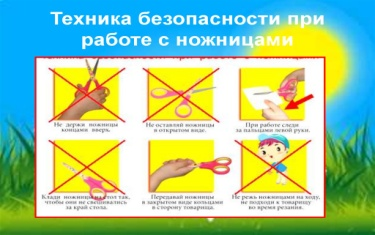 Техника безопасности при
работе с ножницами
Не держи ножницы
концами вверх.
Не оставляй ножницы
в открытом виде.
При работе следи
за пальцами левой руки.
Клади ножницы на стол так,
чтобы они не свешивались
за край стола.
Передавай ножницы
в закрытом виде кольцами
в сторону товарища.
Не режь ножницами на ходу,
не подходи к товарищу
во время резания.